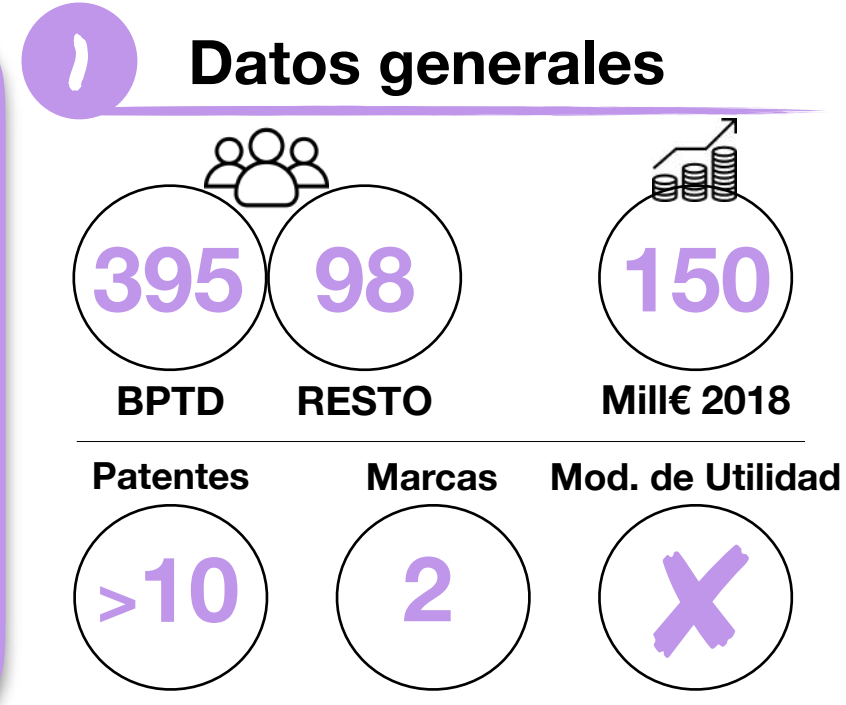 1
Datos generales
395 98 150
BPTD RESTO Mill€ 2018
Patentes Marcas Mod. de Utilidad
>10 2 X